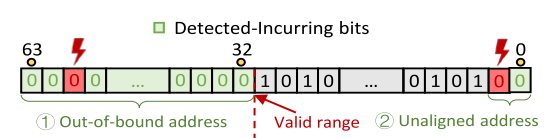 Detected-Incurring bits
63 32 0
0 0 0 0 ... 0 0 0 0 1 0 1 0 ... 0 1 0 1 0 0
① Out-of-bound address Valid range ② Unaligned address